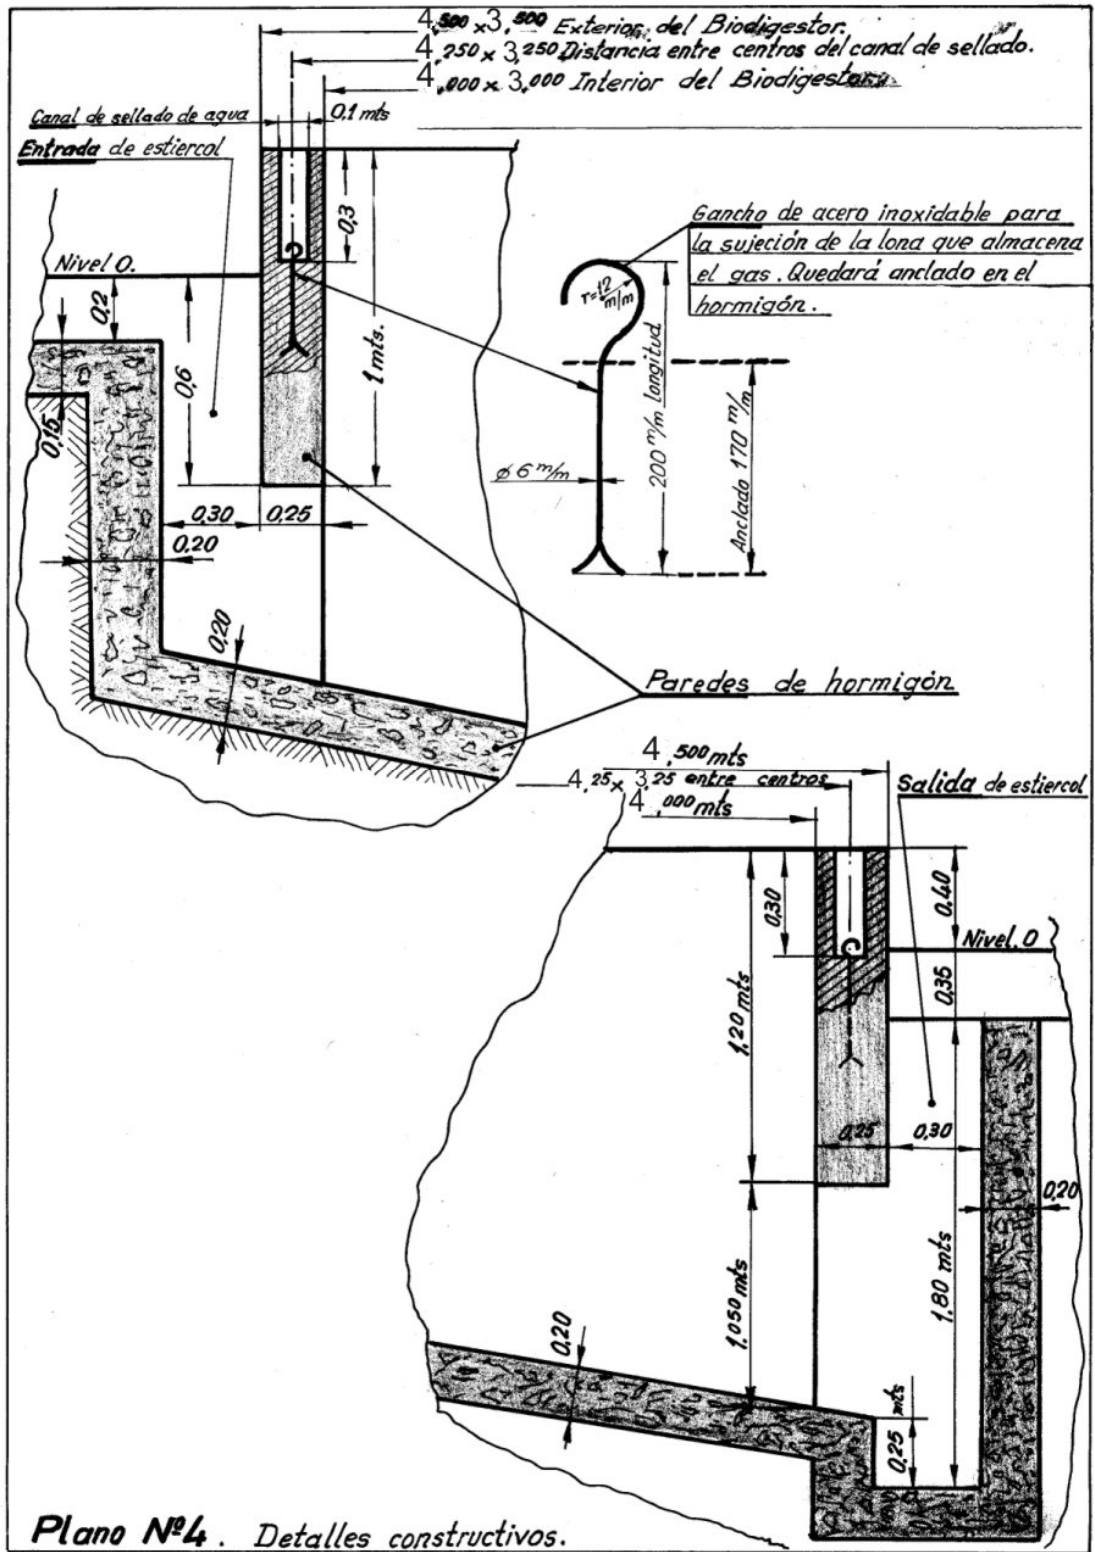 4,500 x 3,500 Exterior del Biodigestor.
4,250 x 3,250 Distancia entre centros del canal de sellado.
4,000 x 3,000 Interior del Biodigestor
Canal de sellado de agua
0,1 mts
Entrada de estiercol
Nivel 0.
0,3
1 mts.
0,2
0,6
0,15
0,30
0,25
0,20
0,20
Gancho de acero inoxidable para
la sujeción de la lona que almacena
el gas. Quedará anclado en el
hormigón.
r=12
m/m
200 m/m longitud
Anclado 170 m/m
ϕ 6 m/m
Paredes de hormigón
4,500 mts
4,25 x 3,25 entre centros
4,000 mts
Salida de estiercol
0,30
0,40
Nivel. 0
0,35
1,20 mts
0,25
0,30
0,20
1,050 mts
1,80 mts
0,20
0,25 mts
Plano Nº4. Detalles constructivos.